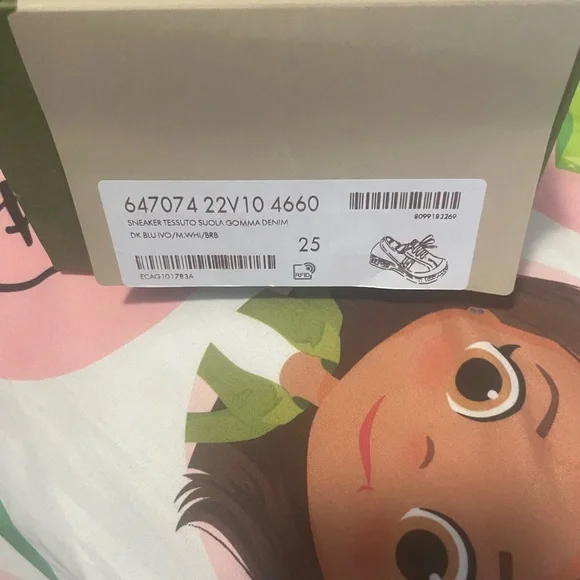 647074 22V10 4660
SNEAKER TESSUTO SUOLA GOMMA DENIM
DK BLU IVO/M.WHI/BRB
8099183269
25
ECAG101783A
RFID